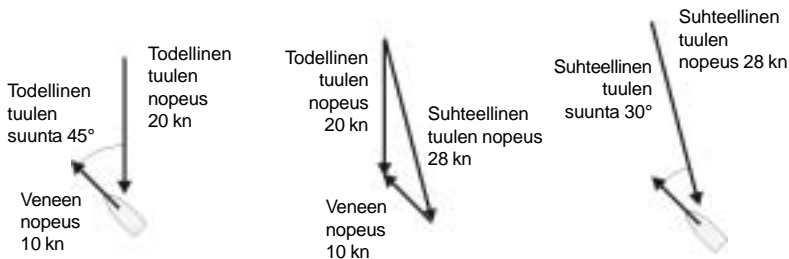 Todellinen
tuulen
suunta 45°
Todellinen
tuulen
nopeus
20 kn
Veneen
nopeus
10 kn
Todellinen
tuulen
nopeus
20 kn
Suhteellinen
tuulen nopeus
28 kn
Veneen
nopeus
10 kn
Suhteellinen
tuulen
suunta 30°
Suhteellinen
tuulen
nopeus 28 kn